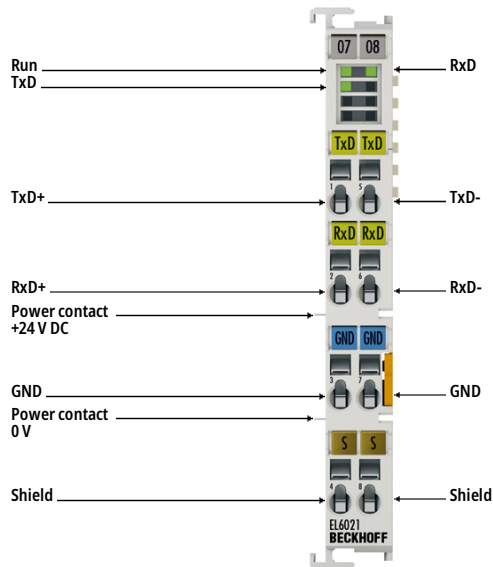 07 08
Run
RxD
TxD
TxD TxD
1 5
TxD+
TxD-
RxD RxD
2 6
RxD+
RxD-
Power contact
+24 V DC
GND GND
3 7
GND
GND
Power contact
0 V
S S
4 8
Shield
Shield
EL6021
BECKHOFF